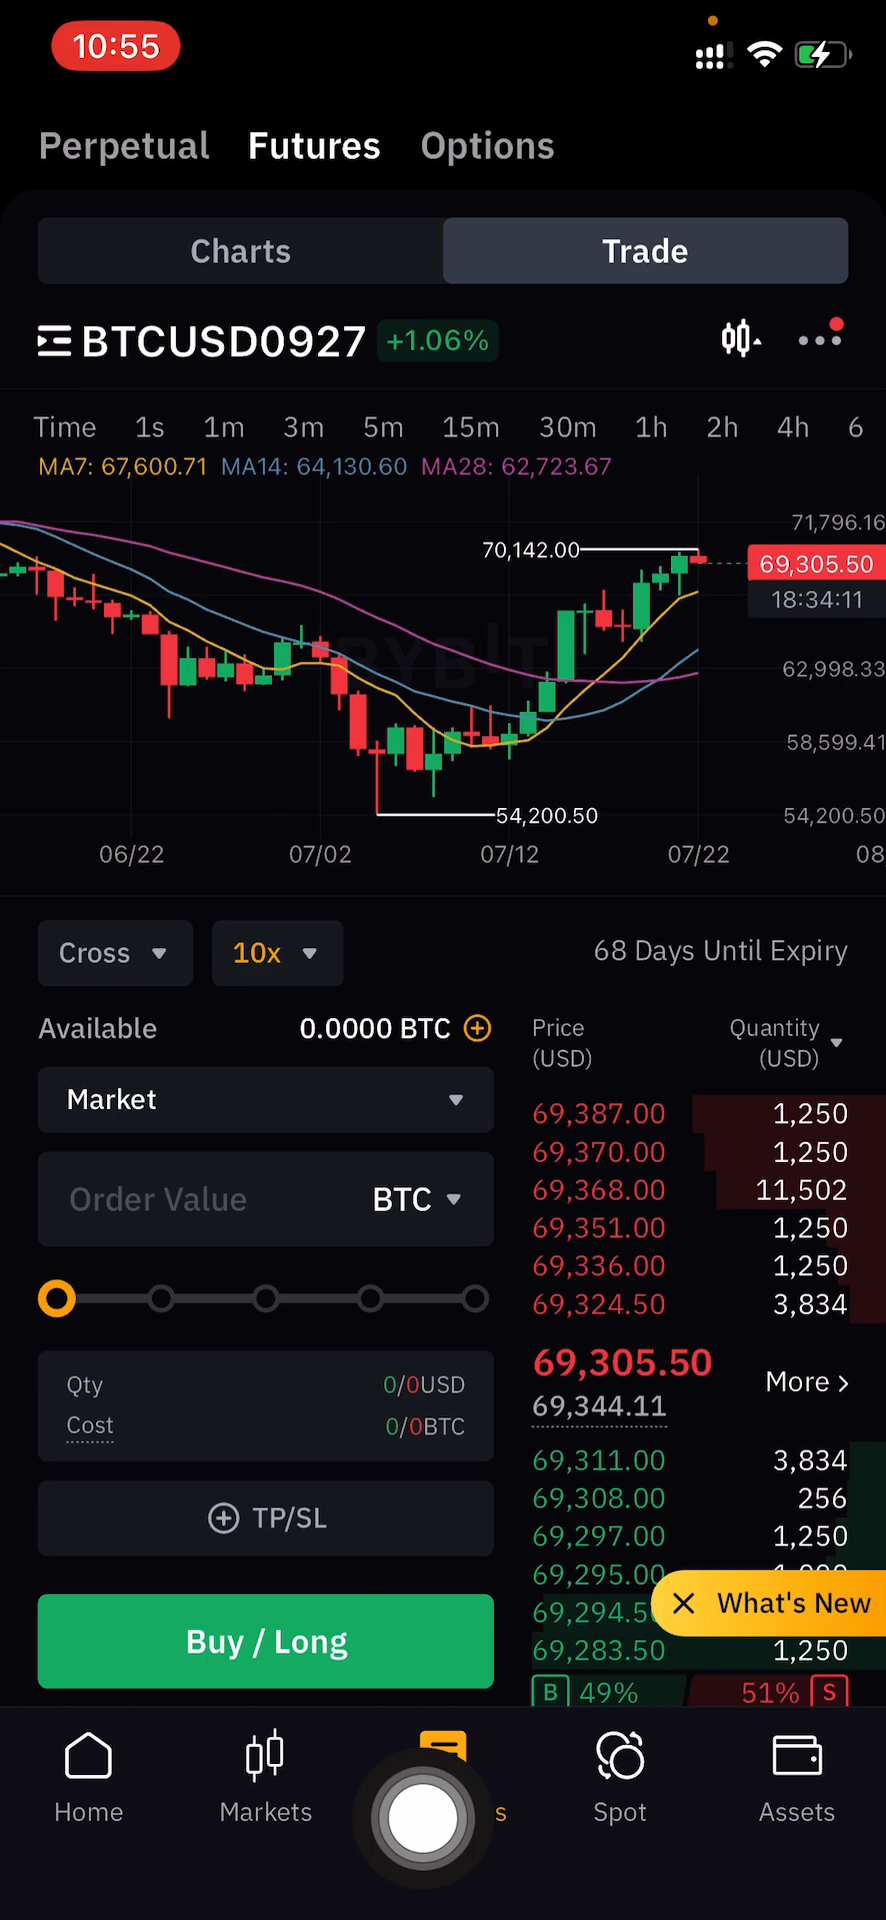 10:55
Perpetual Futures Options
Charts Trade
BTCUSD0927 +1.06%
Time 1s 1m 3m 5m 15m 30m 1h 2h 4h 6
MA7: 67,600.71 MA14: 64,130.60 MA28: 62,723.67
71,796.16
70,142.00
69,305.50
18:34:11
BYBIT
62,998.33
58,599.41
54,200.50
54,200.50
06/22 07/02 07/12 07/22 08
Cross 10x 68 Days Until Expiry
Available 0.0000 BTC
Market
Order Value BTC
Qty 0/0USD
Cost 0/0BTC
TP/SL
Buy / Long
Price Quantity
(USD) (USD)
69,387.00 1,250
69,370.00 1,250
69,368.00 11,502
69,351.00 1,250
69,336.00 1,250
69,324.50 3,834
69,305.50
69,344.11
More >
69,311.00 3,834
69,308.00 256
69,297.00 1,250
69,295.00
What's New
69,294.5
69,283.50 1,250
B 49% 51% S
Home Markets s Spot Assets